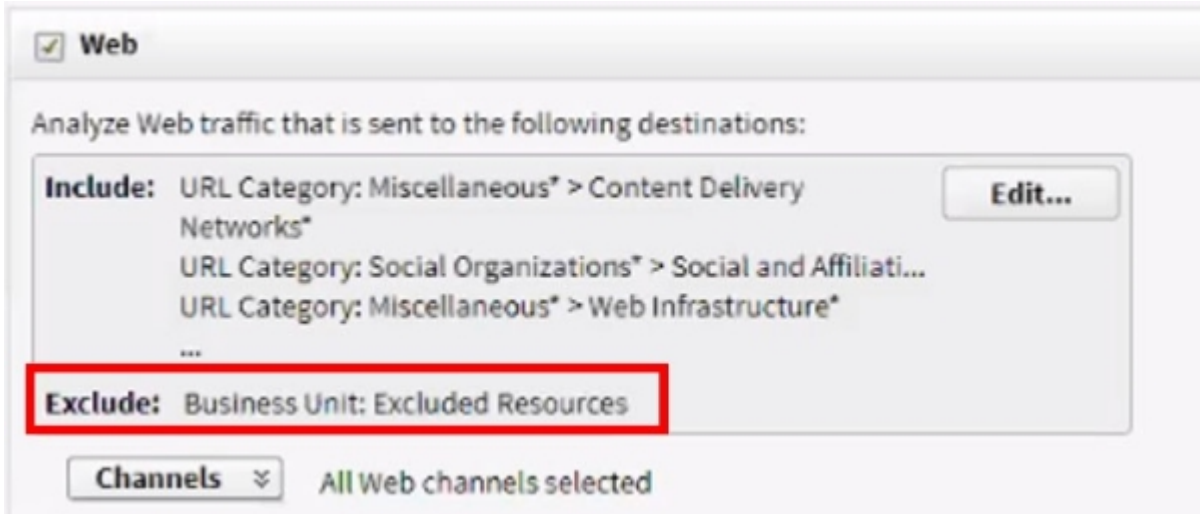 Web
Analyze Web traffic that is sent to the following destinations:
Include: URL Category: Miscellaneous* > Content Delivery
Edit...
Networks*
URL Category: Social Organizations* > Social and Affiliati...
URL Category: Miscellaneous* > Web Infrastructure*
...
Exclude: Business Unit: Excluded Resources
Channels
All Web channels selected